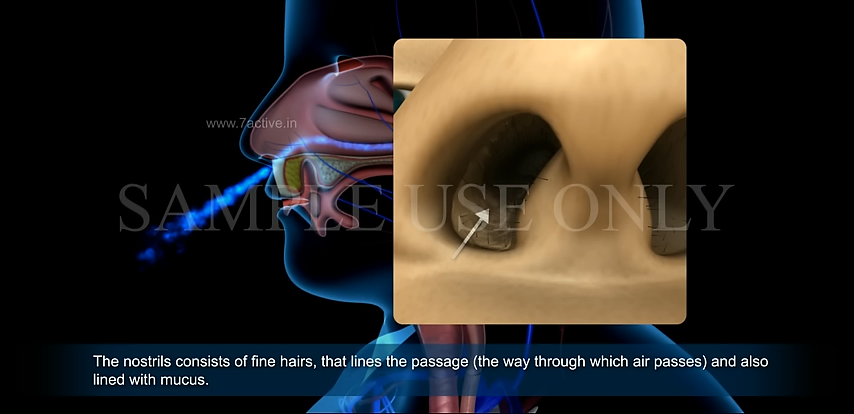 www.7active.in
SAMPLE USE ONLY
The nostrils consists of fine hairs, that lines the passage (the way through which air passes) and also
lined with mucus.